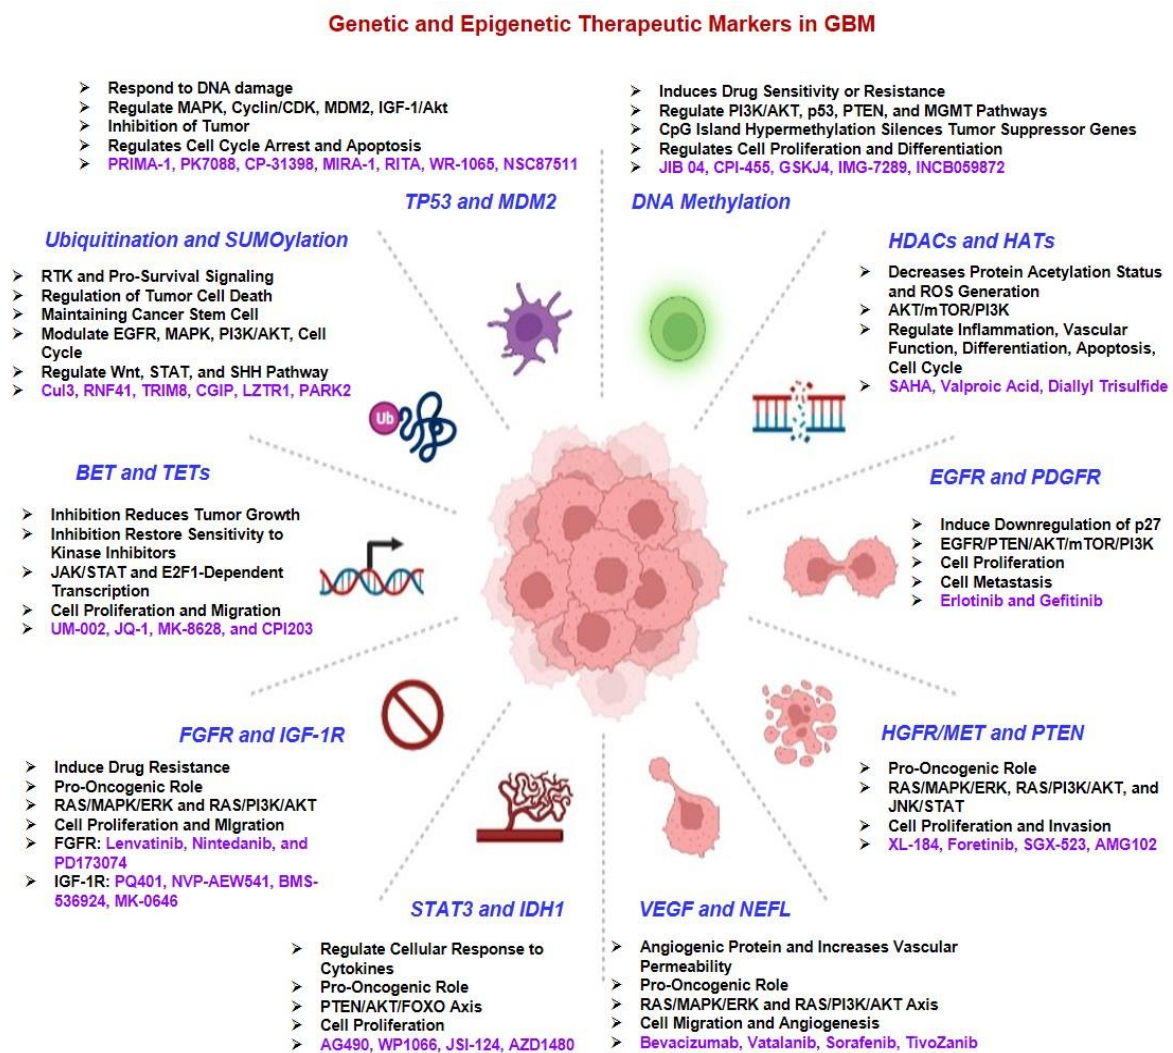 Genetic and Epigenetic Therapeutic Markers in GBM
➤ Respond to DNA damage
➤ Regulate MAPK, Cyclin/CDK, MDM2, IGF-1/Akt
➤ Inhibition of Tumor
➤ Regulates Cell Cycle Arrest and Apoptosis
➤ PRIMA-1, PK7088, CP-31398, MIRA-1, RITA, WR-1065, NSC87511
TP53 and MDM2
➤ Induces Drug Sensitivity or Resistance
➤ Regulate PI3K/AKT, p53, PTEN, and MGMT Pathways
➤ CpG Island Hypermethylation Silences Tumor Suppressor Genes
➤ Regulates Cell Proliferation and Differentiation
➤ JIB 04, CPI-455, GSKJ4, IMG-7289, INCB059872
DNA Methylation
Ubiquitination and SUMOylation
➤ RTK and Pro-Survival Signaling
➤ Regulation of Tumor Cell Death
➤ Maintaining Cancer Stem Cell
➤ Modulate EGFR, MAPK, PI3K/AKT, Cell
Cycle
➤ Regulate Wnt, STAT, and SHH Pathway
➤ Cul3, RNF41, TRIM8, CGIP, LZTR1, PARK2
Ub
HDACs and HATs
➤ Decreases Protein Acetylation Status
and ROS Generation
➤ AKT/mTOR/PI3K
➤ Regulate Inflammation, Vascular
Function, Differentiation, Apoptosis,
Cell Cycle
➤ SAHA, Valproic Acid, Diallyl Trisulfide
BET and TETs
➤ Inhibition Reduces Tumor Growth
➤ Inhibition Restore Sensitivity to
Kinase Inhibitors
➤ JAK/STAT and E2F1-Dependent
Transcription
➤ Cell Proliferation and Migration
➤ UM-002, JQ-1, MK-8628, and CPI203
EGFR and PDGFR
➤ Induce Downregulation of p27
➤ EGFR/PTEN/AKT/mTOR/PI3K
➤ Cell Proliferation
➤ Cell Metastasis
➤ Erlotinib and Gefitinib
FGFR and IGF-1R
➤ Induce Drug Resistance
➤ Pro-Oncogenic Role
➤ RAS/MAPK/ERK and RAS/PI3K/AKT
➤ Cell Proliferation and MIgration
➤ FGFR: Lenvatinib, Nintedanib, and
PD173074
➤ IGF-1R: PQ401, NVP-AEW541, BMS-
536924, MK-0646
HGFR/MET and PTEN
➤ Pro-Oncogenic Role
➤ RAS/MAPK/ERK, RAS/PI3K/AKT, and
JNK/STAT
➤ Cell Proliferation and Invasion
➤ XL-184, Foretinib, SGX-523, AMG102
STAT3 and IDH1
➤ Regulate Cellular Response to
Cytokines
➤ Pro-Oncogenic Role
➤ PTEN/AKT/FOXO Axis
➤ Cell Proliferation
➤ AG490, WP1066, JSI-124, AZD1480
VEGF and NEFL
➤ Angiogenic Protein and Increases Vascular
Permeability
➤ Pro-Oncogenic Role
➤ RAS/MAPK/ERK and RAS/PI3K/AKT Axis
➤ Cell Migration and Angiogenesis
➤ Bevacizumab, Vatalanib, Sorafenib, TivoZanib